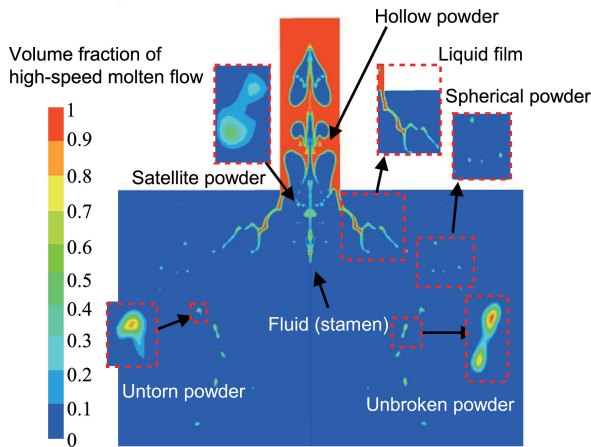 Hollow powder
Volume fraction of
high-speed molten flow
Liquid film
Spherical powder
1
0.9
0.8
0.7
0.6
0.5
0.4
0.3
0.2
0.1
0
Satellite powder
Fluid (stamen)
Untorn powder
Unbroken powder